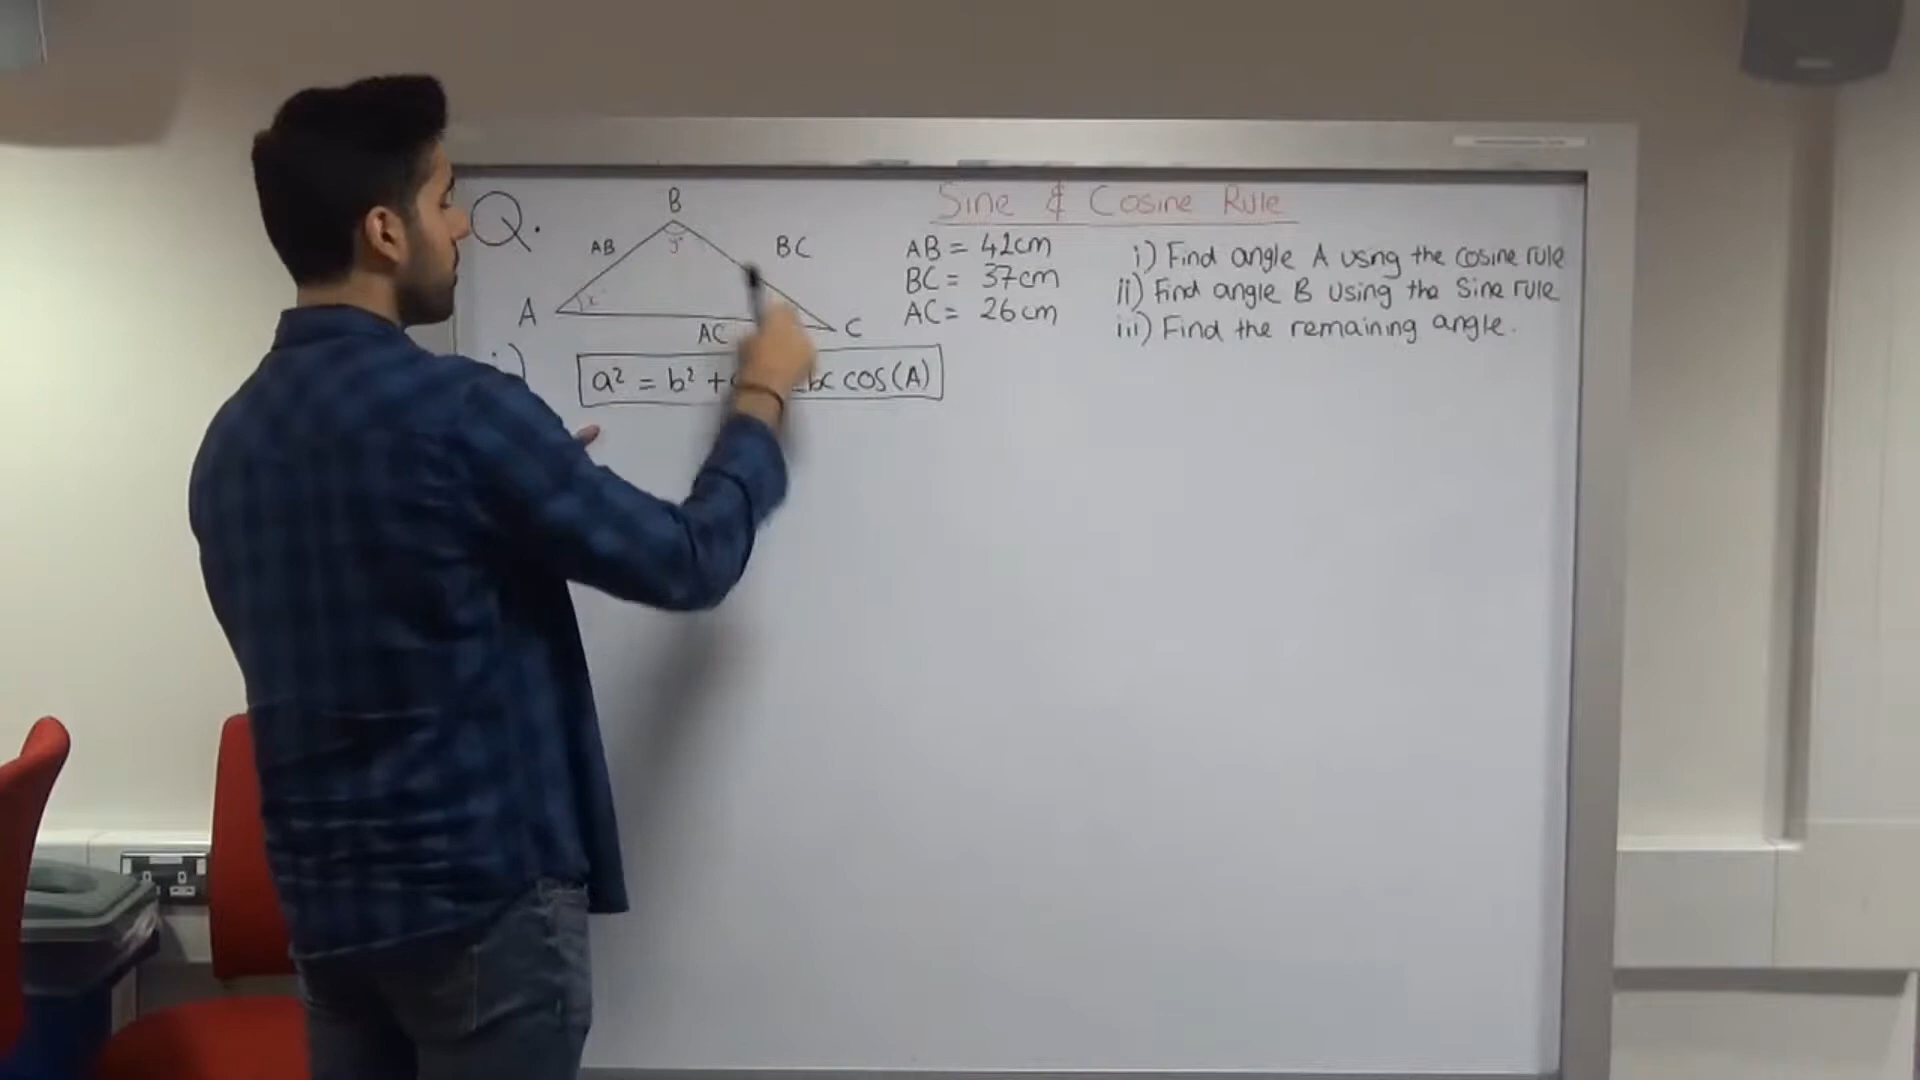 Sine & Cosine Rule
Q.
B
AB
y°
BC
A
x
AC
C
AB = 42cm
BC = 37cm
AC = 26cm
i) Find angle A using the cosine rule
ii) Find angle B using the Sine rule
iii) Find the remaining angle.
i)
a² = b² + bc cos(A)